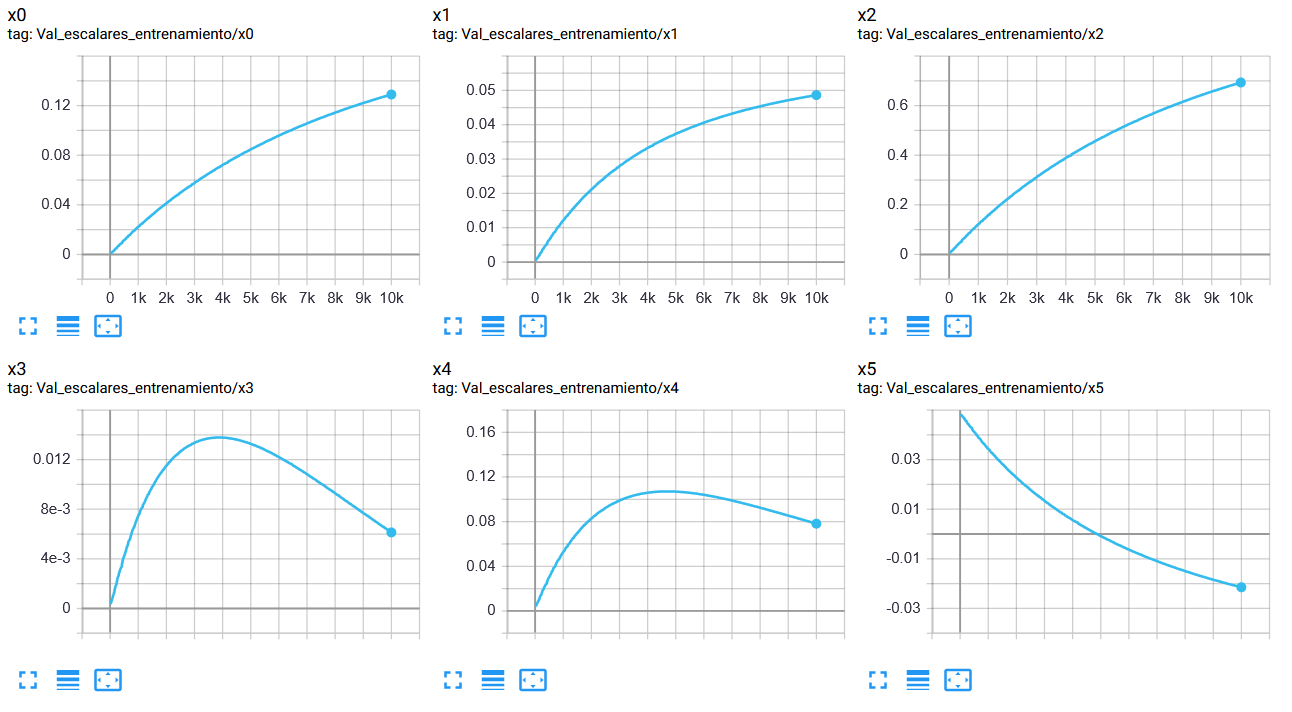 x0
tag: Val_escalares_entrenamiento/x0
0.12
0.08
0.04
0
0 1k 2k 3k 4k 5k 6k 7k 8k 9k 10k
x1
tag: Val_escalares_entrenamiento/x1
0.05
0.04
0.03
0.02
0.01
0
0 1k 2k 3k 4k 5k 6k 7k 8k 9k 10k
x2
tag: Val_escalares_entrenamiento/x2
0.6
0.4
0.2
0
0 1k 2k 3k 4k 5k 6k 7k 8k 9k 10k
x3
tag: Val_escalares_entrenamiento/x3
0.012
8e-3
4e-3
0
x4
tag: Val_escalares_entrenamiento/x4
0.16
0.12
0.08
0.04
0
x5
tag: Val_escalares_entrenamiento/x5
0.03
0.01
-0.01
-0.03